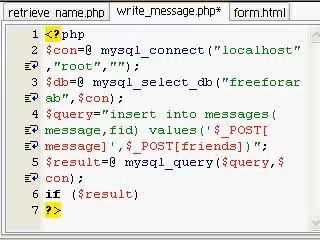 retrieve_name.php write_message.php* form.html
1 <?php
2 $con=@ mysql_connect("localhost"
,"root","");
3 $db=@ mysql_select_db("freeforar
ab",$con);
4 $query="insert into messages(
message,fid) values('$_POST[
message]',$_POST[friends])";
5 $result=@ mysql_query($query,$
con);
6 if ($result)
7 ?>